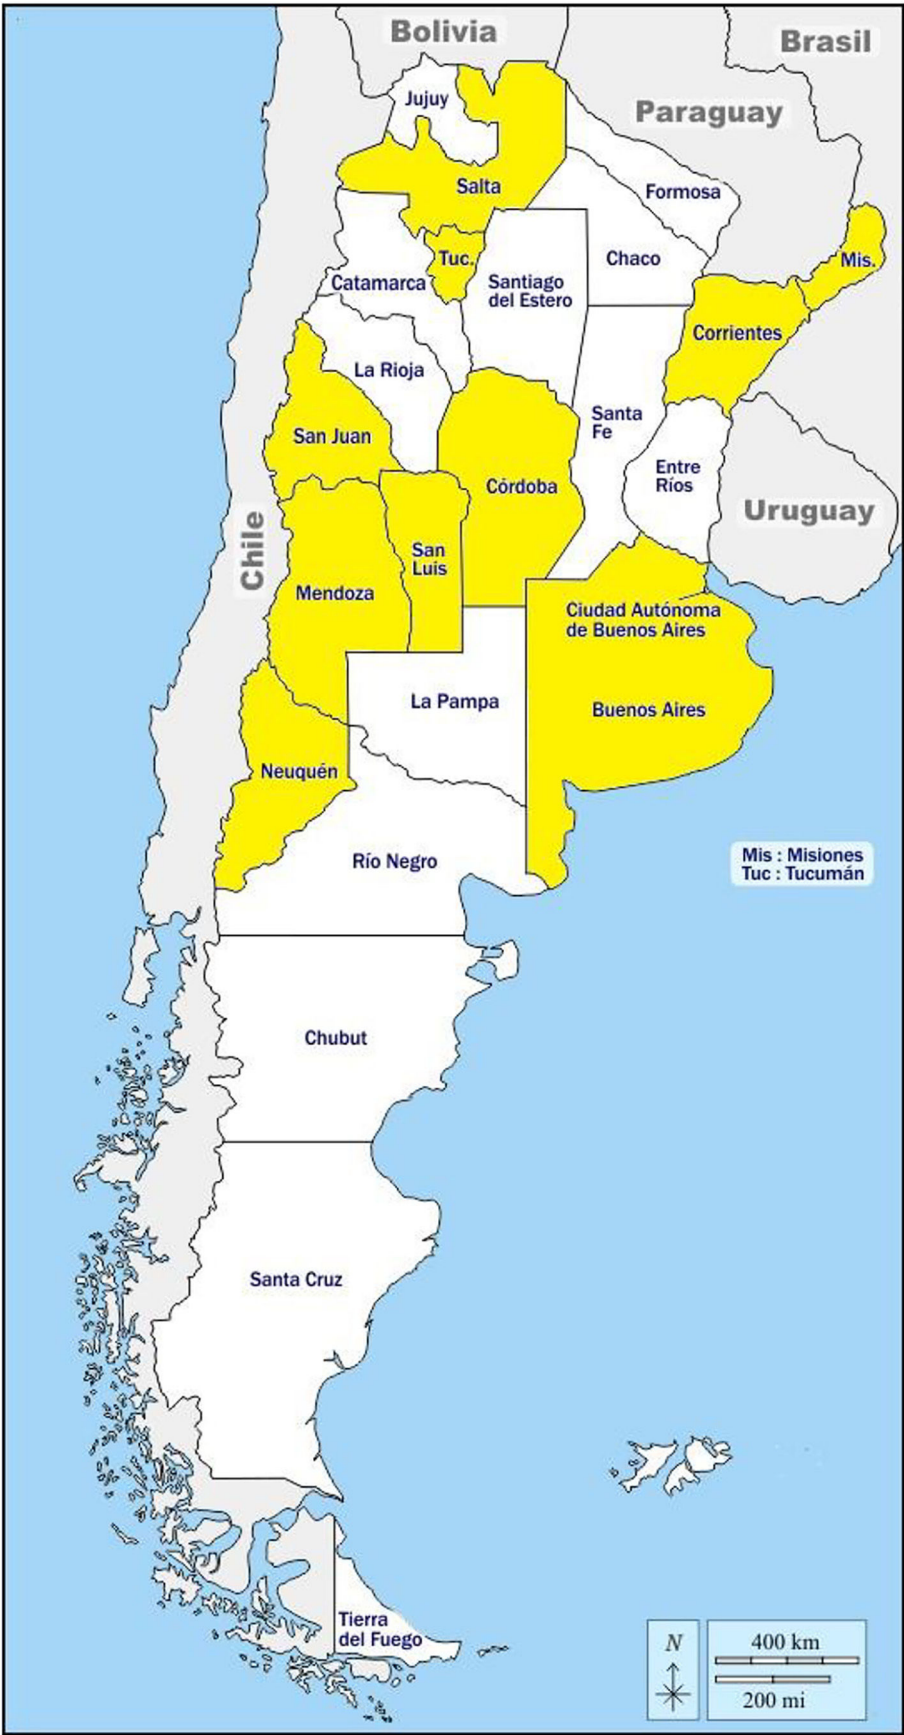 Bolivia
Brasil
Jujuy
Paraguay
Salta
Formosa
Tuc.
Chaco
Mis.
Catamarca
Santiago
del Estero
Corrientes
La Rioja
Santa
Fe
San Juan
Córdoba
Entre
Ríos
Uruguay
Chile
San
Luis
Mendoza
Ciudad Autónoma
de Buenos Aires
La Pampa
Buenos Aires
Neuquén
Río Negro
Mis : Misiones
Tuc : Tucumán
Chubut
Santa Cruz
Tierra
del Fuego
N
400 km
200 mi